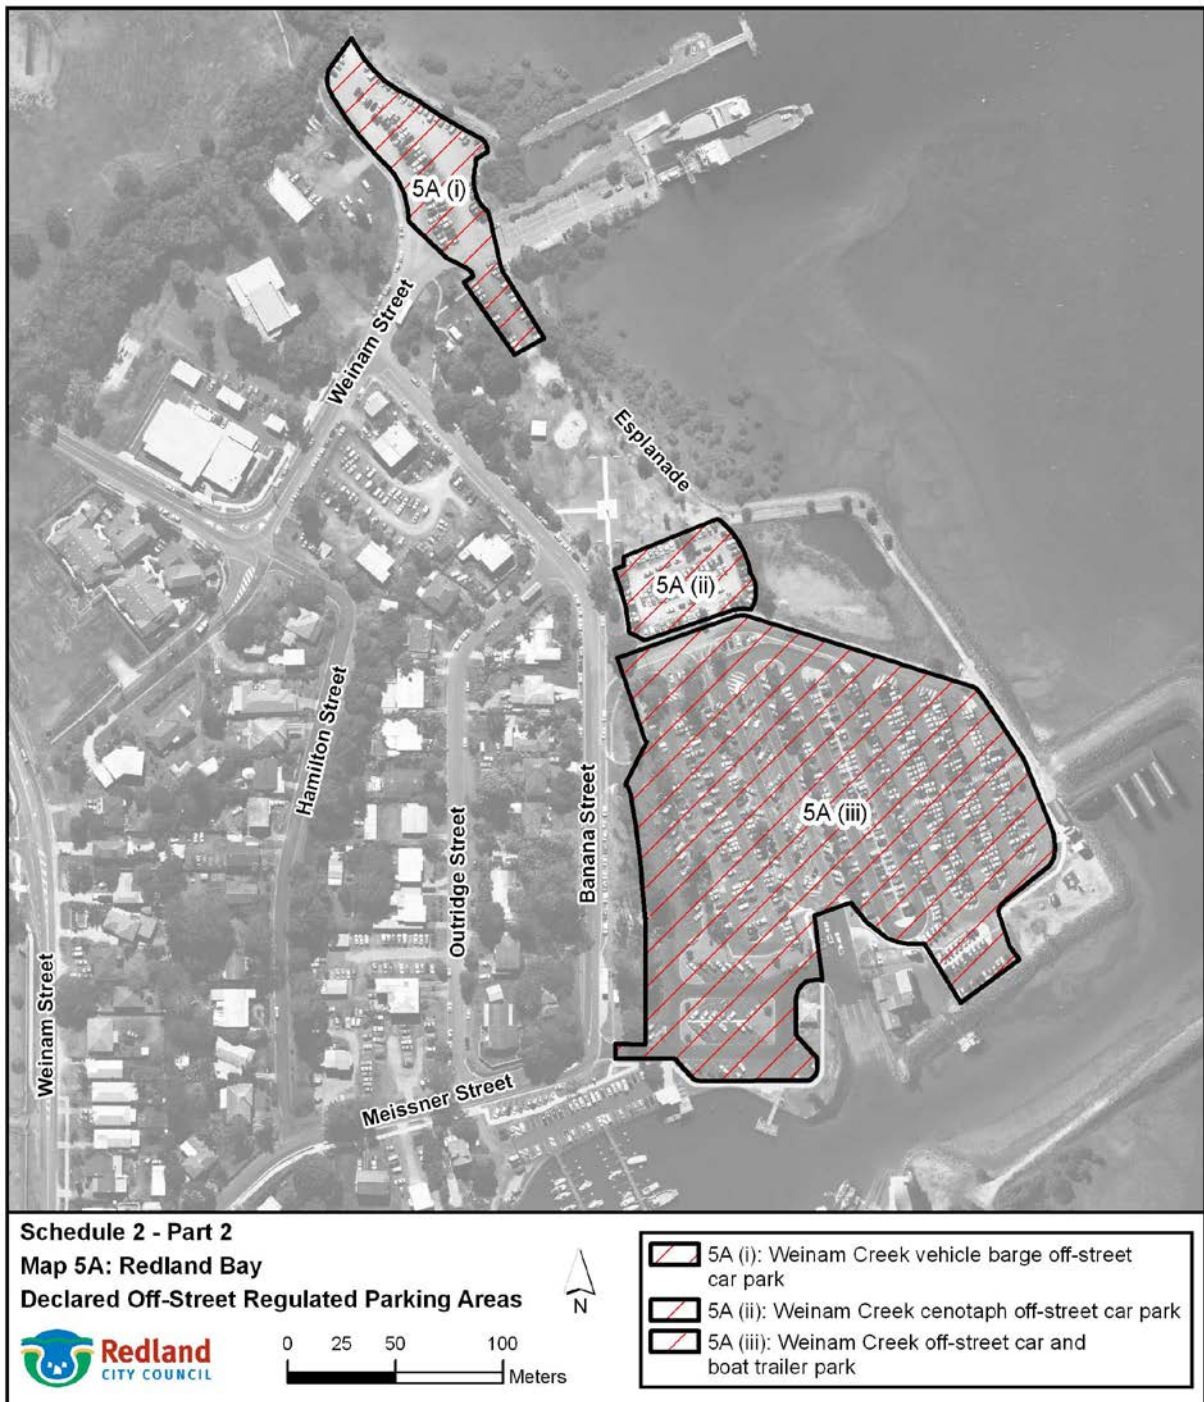 5A (i)
Weinam Street
Esplanade
5A (ii)
Hamilton Street
Outridge Street
Banana Street
5A (iii)
Weinam Street
Meissner Street
Schedule 2 - Part 2
Map 5A: Redland Bay
Declared Off-Street Regulated Parking Areas
N
Redland
CITY COUNCIL
0 25 50 100
Meters
5A (i): Weinam Creek vehicle barge off-street
car park
5A (ii): Weinam Creek cenotaph off-street car park
5A (iii): Weinam Creek off-street car and
boat trailer park